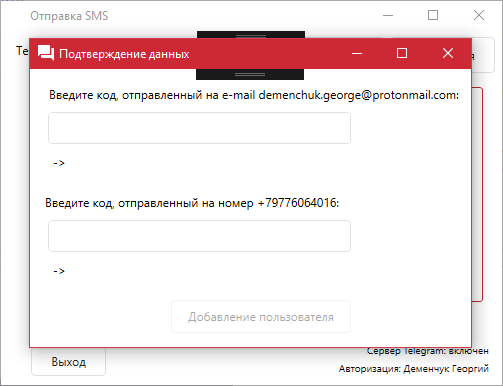 Отправка SMS
Те
я
Подтверждение данных
Введите код, отправленный на e-mail demenchuk.george@protonmail.com:
->
Введите код, отправленный на номер +79776064016:
->
Добавление пользователя
Сервер Telegram: включен
Выход
Авторизация: Деменчук Георгий